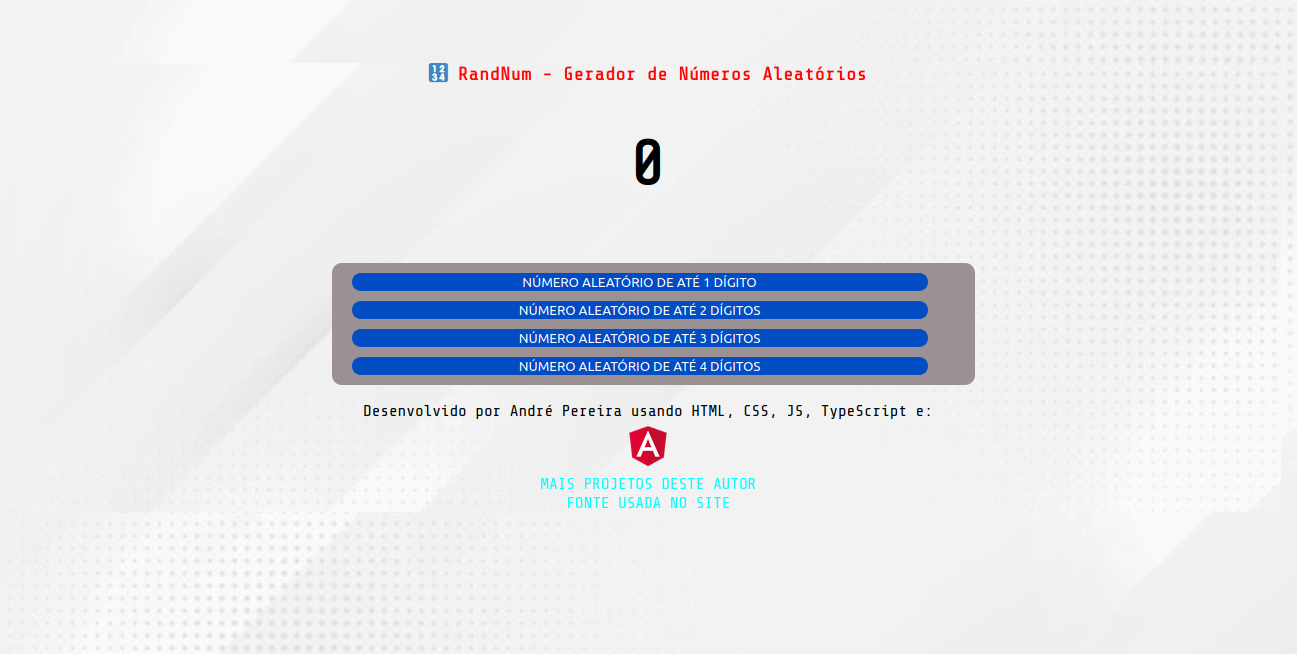 🔢 RandNum - Gerador de Números Aleatórios
0
NÚMERO ALEATÓRIO DE ATÉ 1 DÍGITO
NÚMERO ALEATÓRIO DE ATÉ 2 DÍGITOS
NÚMERO ALEATÓRIO DE ATÉ 3 DÍGITOS
NÚMERO ALEATÓRIO DE ATÉ 4 DÍGITOS
Desenvolvido por André Pereira usando HTML, CSS, JS, TypeScript e:
A
MAIS PROJETOS DESTE AUTOR
FONTE USADA NO SITE